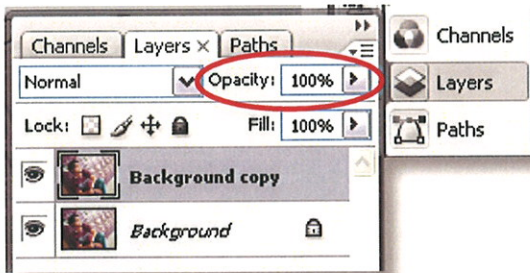 Channels Layers × Paths
Normal Opacity: 100%
Lock: Fill: 100%
Background copy
Background
Channels
Layers
Paths